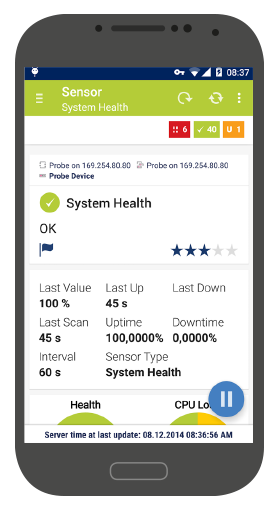 08:37
Sensor
System Health
6
40
U 1
Probe on 169.254.80.80 Probe on 169.254.80.80
Probe Device
System Health
OK
Last Value Last Up Last Down
100 % 45 s
Last Scan Uptime Downtime
45 s 100,0000% 0,0000%
Interval Sensor Type
60 s System Health
Health CPU Lo
Server time at last update: 08.12.2014 08:36:56 AM